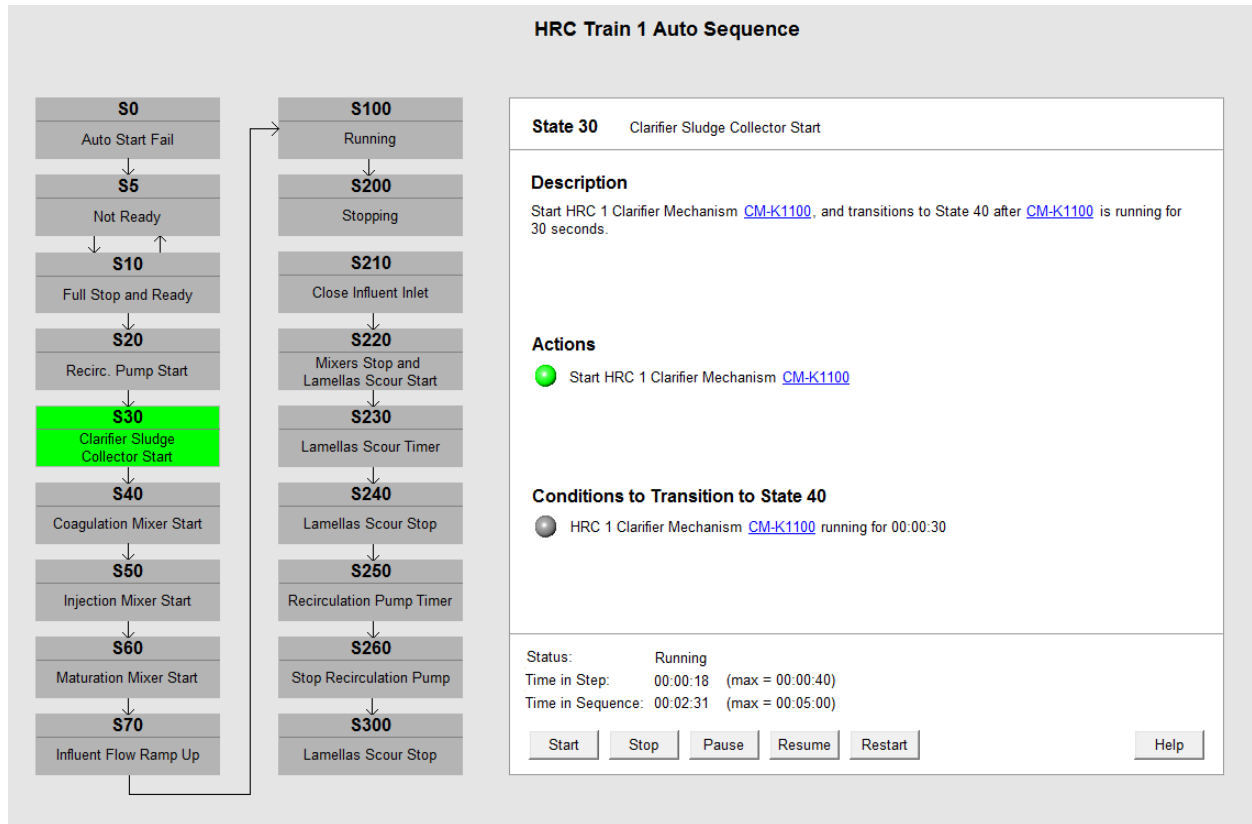 HRC Train 1 Auto Sequence
S0
Auto Start Fail
S5
Not Ready
S10
Full Stop and Ready
S20
Recirc. Pump Start
S30
Clarifier Sludge
Collector Start
S40
Coagulation Mixer Start
S50
Injection Mixer Start
S60
Maturation Mixer Start
S70
Influent Flow Ramp Up
S100
Running
S200
Stopping
S210
Close Influent Inlet
S220
Mixers Stop and
Lamellas Scour Start
S230
Lamellas Scour Timer
S240
Lamellas Scour Stop
S250
Recirculation Pump Timer
S260
Stop Recirculation Pump
S300
Lamellas Scour Stop
State 30 Clarifier Sludge Collector Start
Description
Start HRC 1 Clarifier Mechanism CM-K1100, and transitions to State 40 after CM-K1100 is running for
30 seconds.
Actions
Start HRC 1 Clarifier Mechanism CM-K1100
Conditions to Transition to State 40
HRC 1 Clarifier Mechanism CM-K1100 running for 00:00:30
Status: Running
Time in Step: 00:00:18 (max = 00:00:40)
Time in Sequence: 00:02:31 (max = 00:05:00)
Start Stop Pause Resume Restart Help